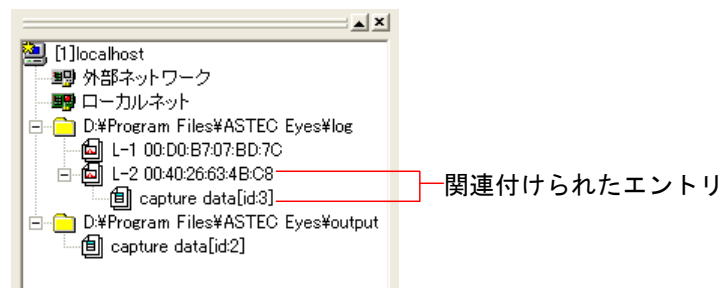 [1]localhost
外部ネットワーク
ローカルネット
D:¥Program Files¥ASTEC Eyes¥log
L-1 00:D0:B7:07:BD:7C
L-2 00:40:26:63:4B:C8
capture data[id:3]
関連付けられたエントリ
D:¥Program Files¥ASTEC Eyes¥output
capture data[id:2]